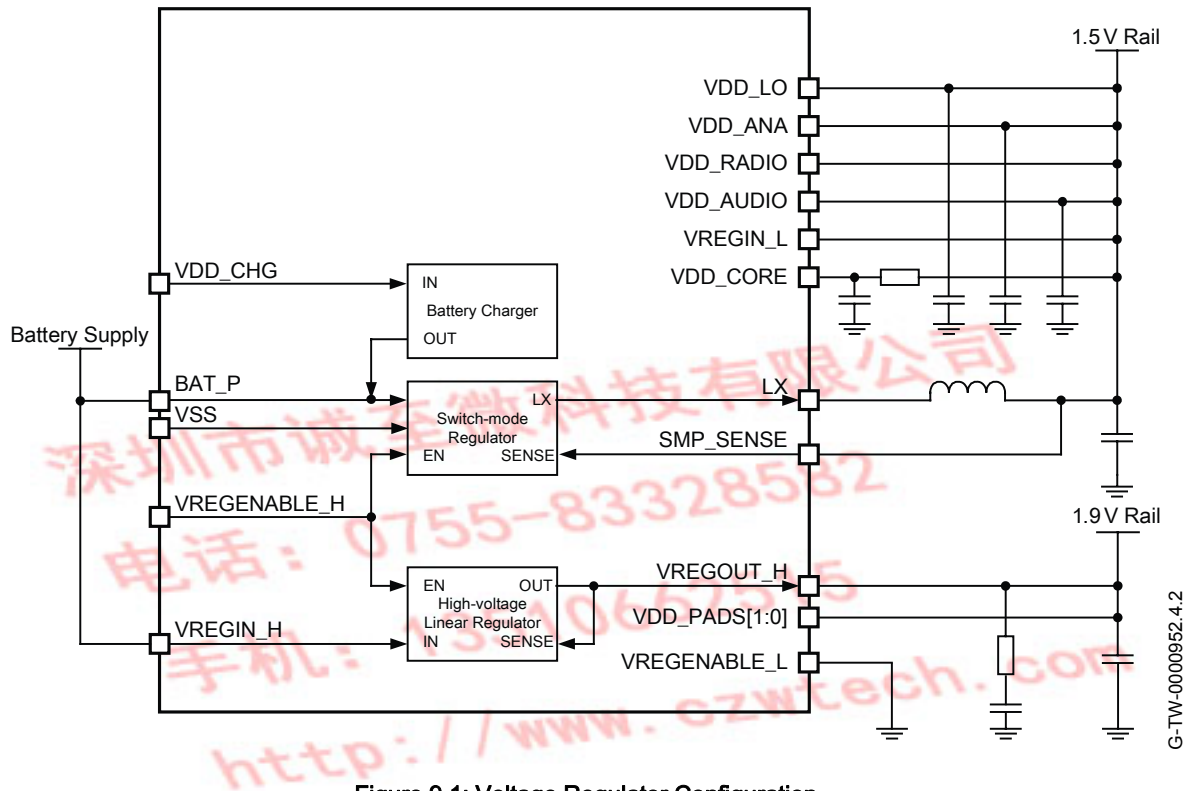 1.5 V Rail
VDD_LO
VDD_ANA
VDD_RADIO
VDD_AUDIO
VREGIN_L
VDD_CORE
VDD_CHG
IN
Battery Charger
OUT
Battery Supply
BAT_P
VSS
LX
Switch-mode
Regulator
EN
SENSE
LX
SMP_SENSE
VREGENABLE_H
1.9 V Rail
EN
OUT
High-voltage
Linear Regulator
IN
SENSE
VREGIN_H
VREGOUT_H
VDD_PADS[1:0]
VREGENABLE_L
G-TW-0000952.4.2
深圳市诚至微科技有限公司
电话：0755-83328582
手机：13510662515
http://www.czwtech.com
Figure 9.1: Voltage Regulator Configuration